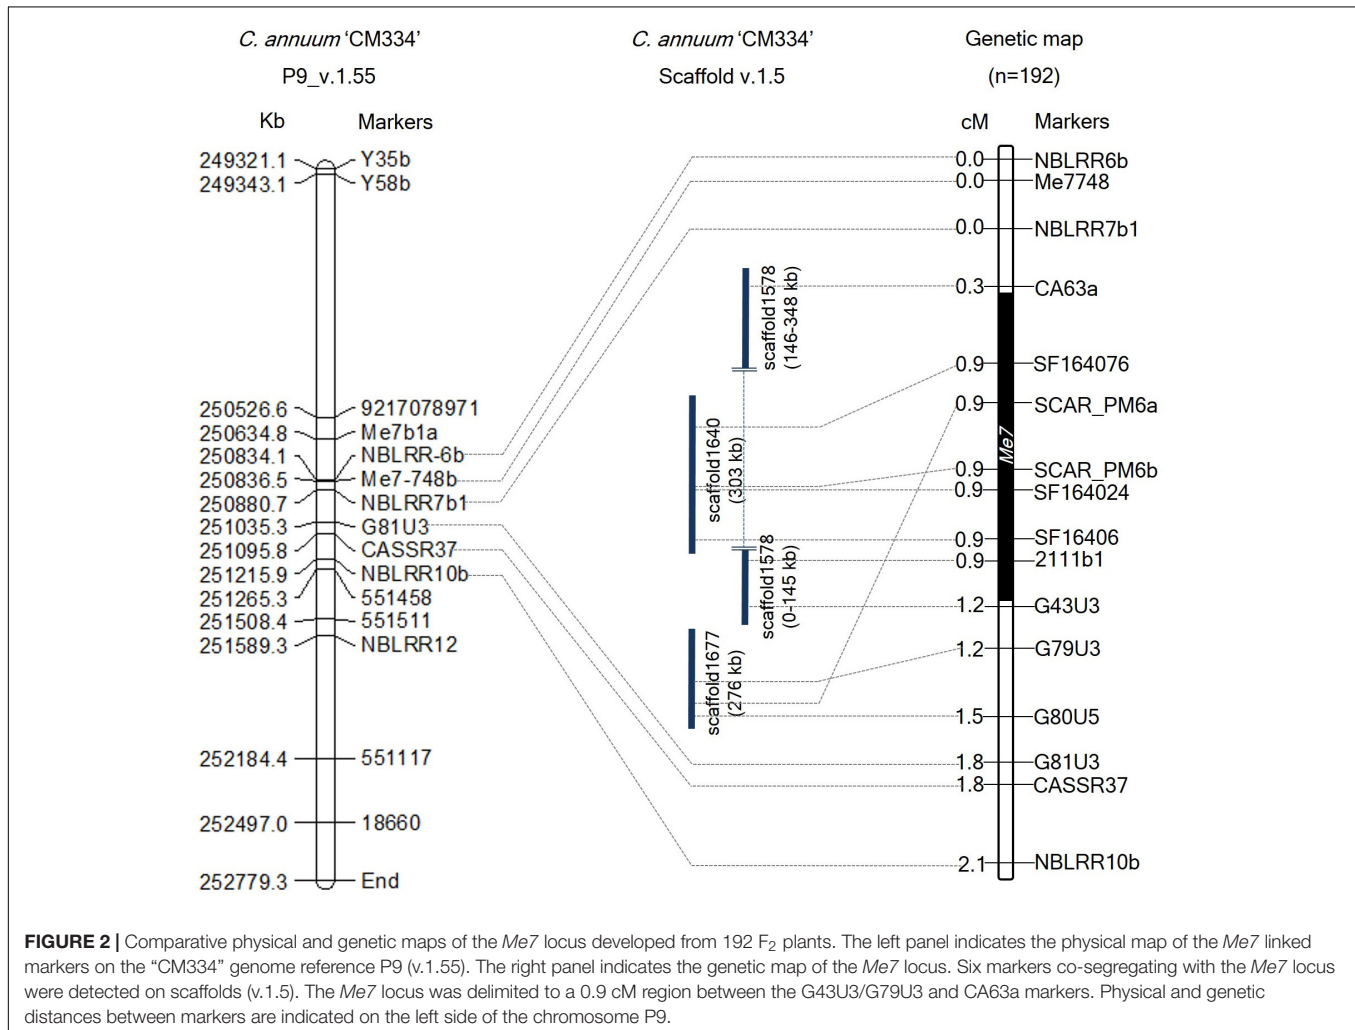 C. annuum ‘CM334’
P9_v.1.55
Kb Markers
249321.1 Y35b
249343.1 Y58b
250526.6 9217078971
250634.8 Me7b1a
250834.1 NBLRR-6b
250836.5 Me7-748b
250880.7 NBLRR7b1
251035.3 G81U3
251095.8 CASSR37
251215.9 NBLRR10b
251265.3 551458
251508.4 551511
251589.3 NBLRR12
252184.4 551117
252497.0 18660
252779.3 End
C. annuum ‘CM334’
Scaffold v.1.5
scaffold1578
(146-348 kb)
scaffold1640
(303 kb)
scaffold1578
(0-145 kb)
scaffold1677
(276 kb)
Genetic map
(n=192)
cM Markers
0.0 NBLRR6b
0.0 Me7748
0.0 NBLRR7b1
0.3 CA63a
0.9 SF164076
0.9 SCAR_PM6a
Me7
0.9 SCAR_PM6b
0.9 SF164024
0.9 SF16406
0.9 2111b1
1.2 G43U3
1.2 G79U3
1.5 G80U5
1.8 G81U3
1.8 CASSR37
2.1 NBLRR10b
FIGURE 2 | Comparative physical and genetic maps of the Me7 locus developed from 192 F2 plants. The left panel indicates the physical map of the Me7 linked
markers on the “CM334” genome reference P9 (v.1.55). The right panel indicates the genetic map of the Me7 locus. Six markers co-segregating with the Me7 locus
were detected on scaffolds (v.1.5). The Me7 locus was delimited to a 0.9 cM region between the G43U3/G79U3 and CA63a markers. Physical and genetic
distances between markers are indicated on the left side of the chromosome P9.